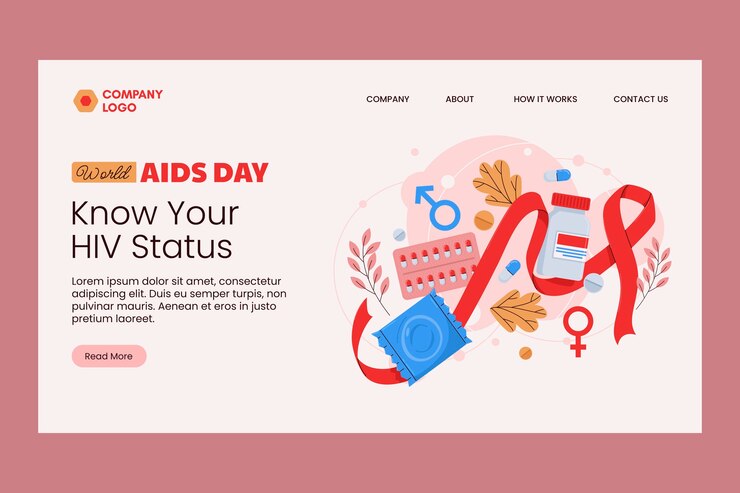 COMPANY
LOGO
COMPANY
ABOUT
HOW IT WORKS
CONTACT US
World AIDS DAY
Know Your
HIV Status
Lorem ipsum dolor sit amet, consectetur
adipiscing elit. Duis eu semper turpis, non
pulvinar mauris. Aenean et eros in justo
pretium laoreet.
Read More